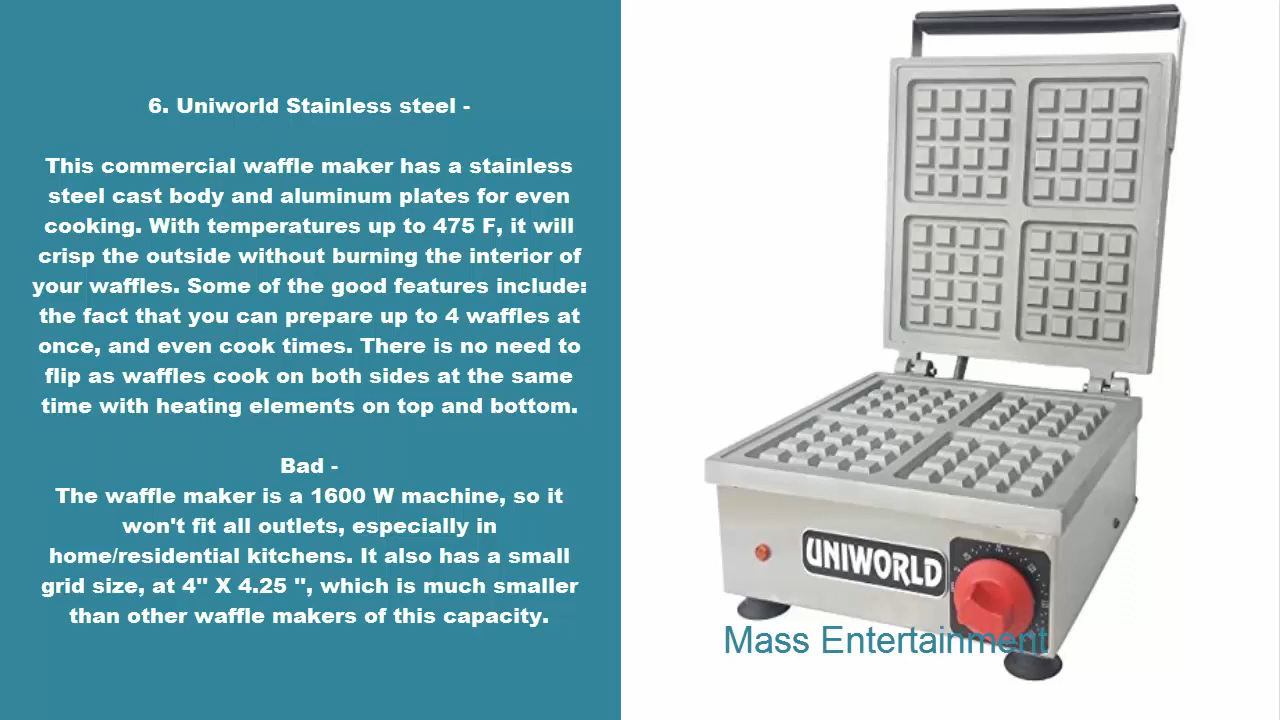 6. Uniworld Stainless steel -
This commercial waffle maker has a stainless
steel cast body and aluminum plates for even
cooking. With temperatures up to 475 F, it will
crisp the outside without burning the interior of
your waffles. Some of the good features include:
the fact that you can prepare up to 4 waffles at
once, and even cook times. There is no need to
flip as waffles cook on both sides at the same
time with heating elements on top and bottom.
Bad -
The waffle maker is a 1600 W machine, so it
won't fit all outlets, especially in
home/residential kitchens. It also has a small
grid size, at 4" X 4.25 ", which is much smaller
than other waffle makers of this capacity.
UNIWORLD
Mass Entertainment